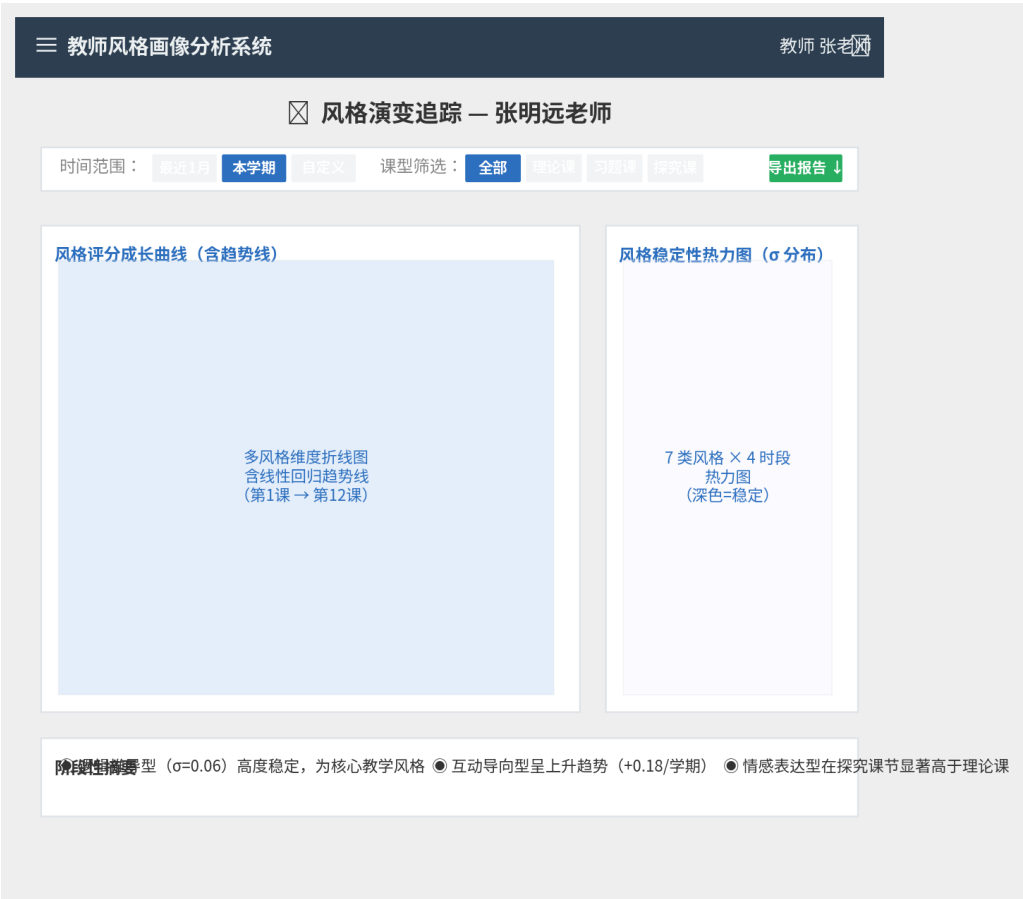 ☰ 教师风格画像分析系统
教师 张老师
风格演变追踪 — 张明远老师
时间范围： 最近1月 本学期 自定义 课型筛选： 全部 理论课 习题课 探究课 导出报告 ↓
风格评分成长曲线（含趋势线）
多风格维度折线图
含线性回归趋势线
（第1课 → 第12课）
风格稳定性热力图（σ 分布）
7 类风格 × 4 时段
热力图
（深色=稳定）
阶段性摘要
型（σ=0.06）高度稳定，为核心教学风格 ◉ 互动导向型呈上升趋势（+0.18/学期） ◉ 情感表达型在探究课节显著高于理论课